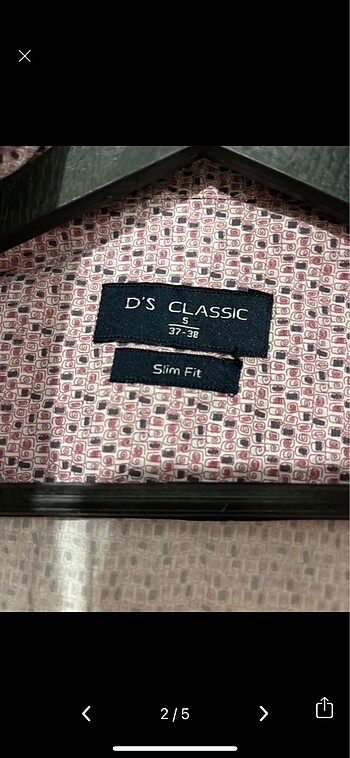 D'S CLASSIC
S
37-38
Slim Fit
2/5